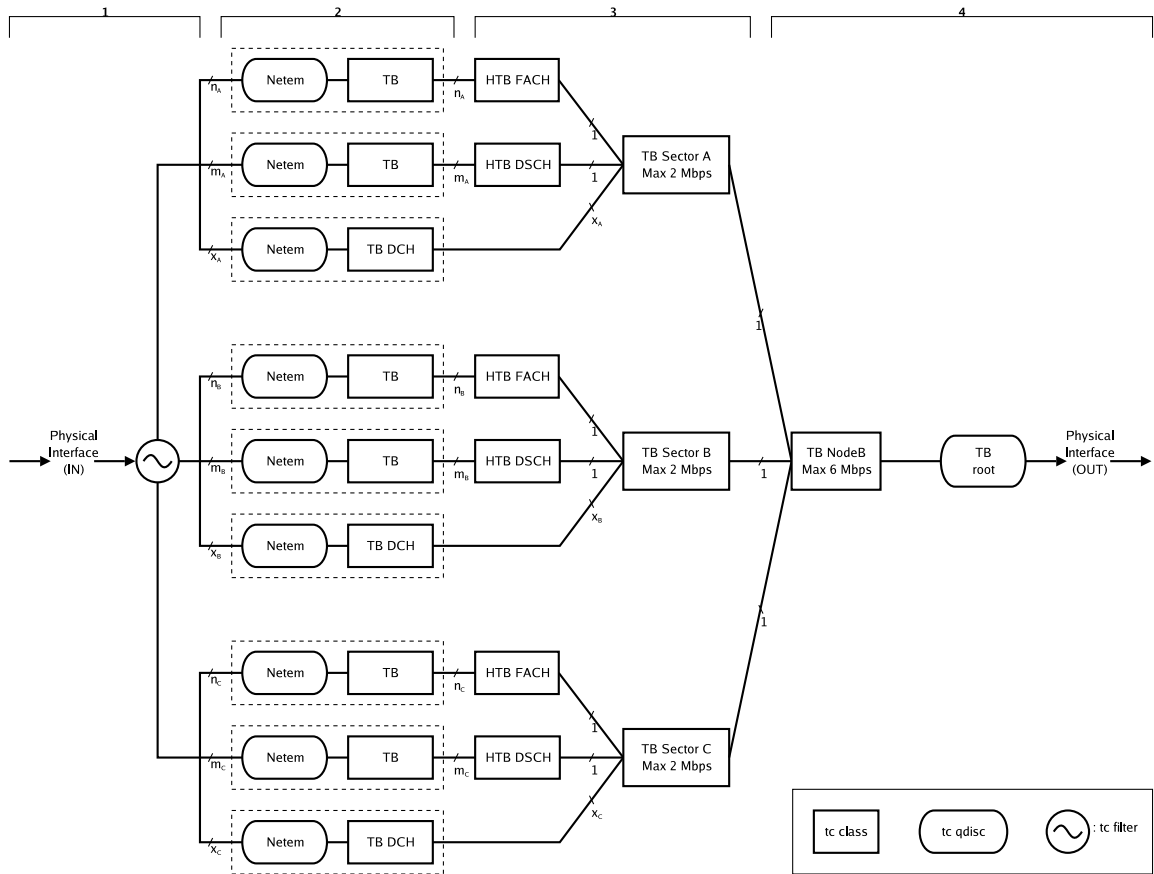 1 2 3 4
Netem TB HTB FACH
n_A n_A
1
Netem TB HTB DSCH TB Sector A
Max 2 Mbps
m_A m_A 1
x_A
Netem TB DCH
x_A
1
Netem TB HTB FACH
n_B n_B
1
Physical
Interface
(IN)
Netem TB HTB DSCH
m_B m_B 1
TB Sector B
Max 2 Mbps
1
TB NodeB
Max 6 Mbps
TB
root
Physical
Interface
(OUT)
x_B
Netem TB DCH
x_B
1
Netem TB HTB FACH
n_C n_C
1
Netem TB HTB DSCH TB Sector C
Max 2 Mbps
m_C m_C 1
x_C
Netem TB DCH
x_C
tc class tc qdisc : tc filter